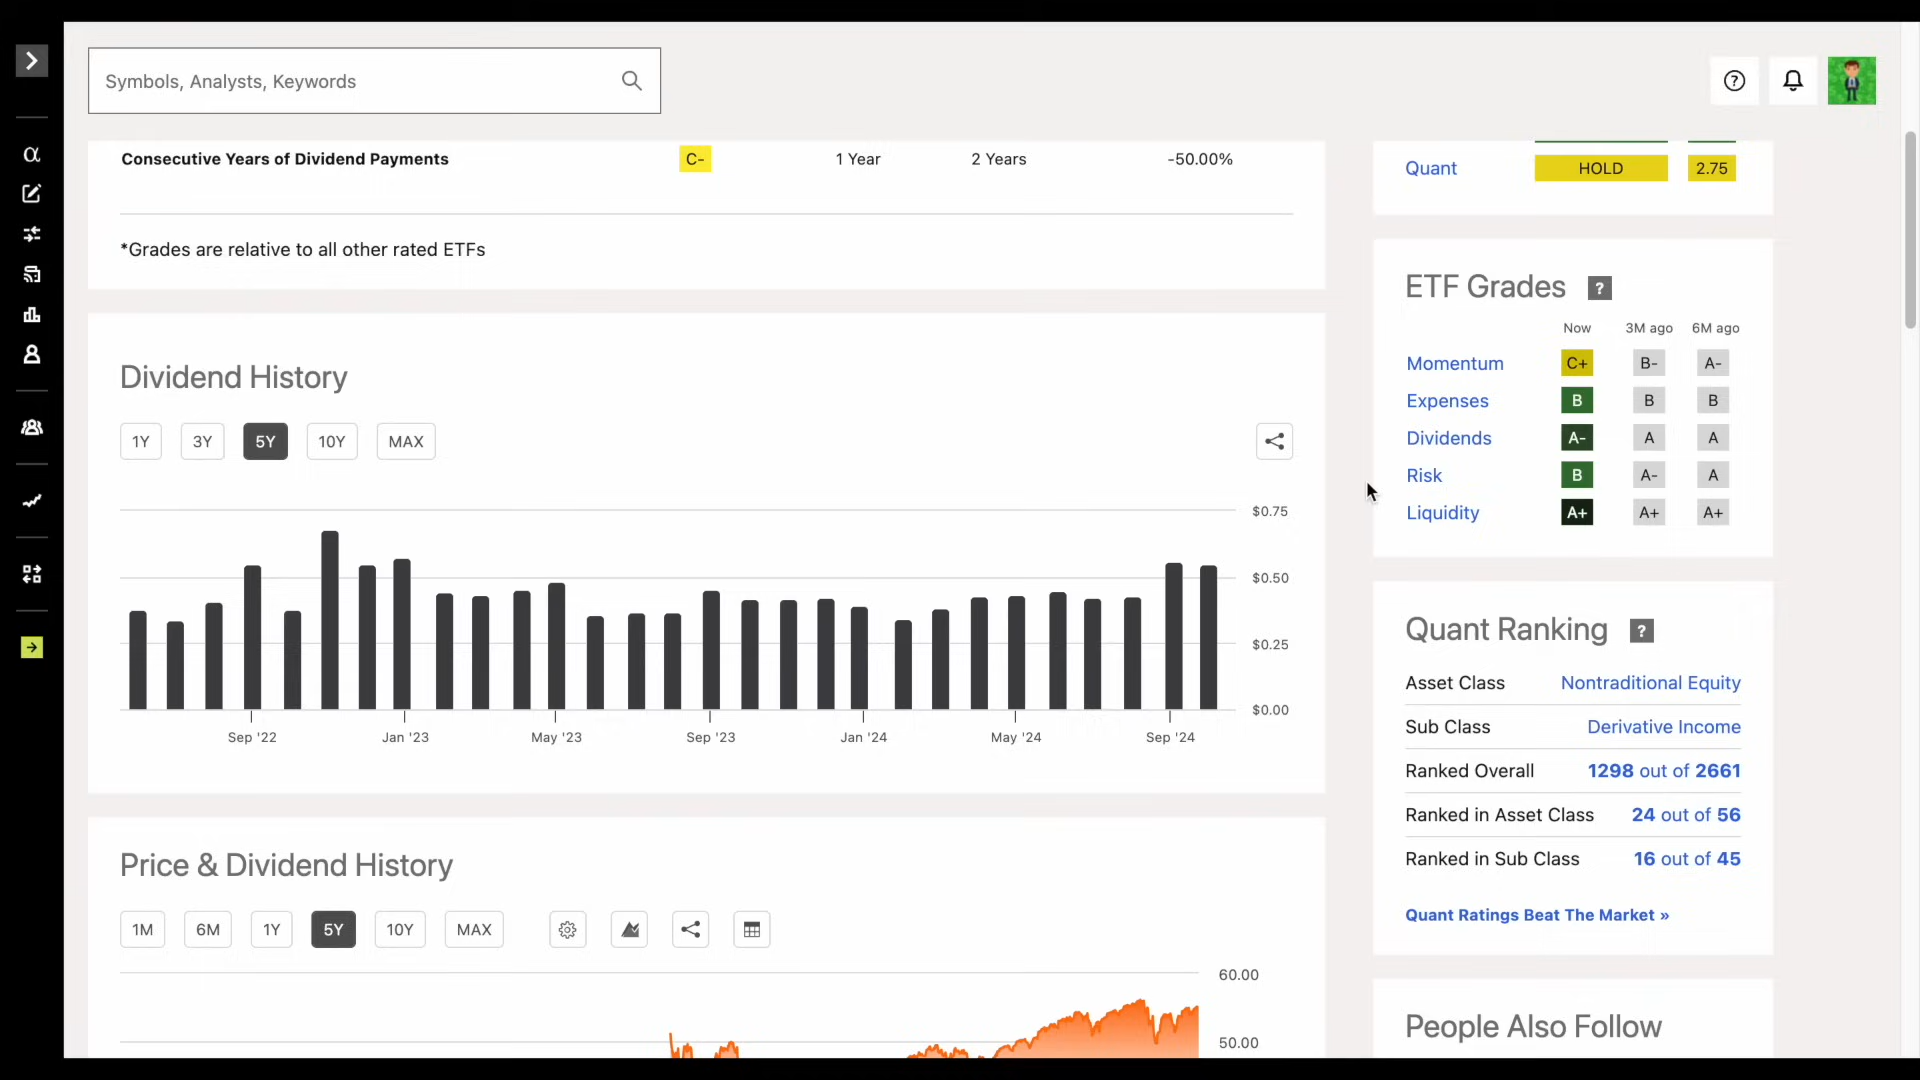 Symbols, Analysts, Keywords
Consecutive Years of Dividend Payments C- 1 Year 2 Years -50.00%
*Grades are relative to all other rated ETFs
Dividend History
1Y 3Y 5Y 10Y MAX
$0.75
$0.50
$0.25
$0.00
Sep '22 Jan '23 May '23 Sep '23 Jan '24 May '24 Sep '24
Price & Dividend History
1M 6M 1Y 5Y 10Y MAX
60.00
50.00
Quant HOLD 2.75
ETF Grades ?
Now 3M ago 6M ago
Momentum C+ B- A-
Expenses B B B
Dividends A- A A
Risk B A- A
Liquidity A+ A+ A+
Quant Ranking ?
Asset Class Nontraditional Equity
Sub Class Derivative Income
Ranked Overall 1298 out of 2661
Ranked in Asset Class 24 out of 56
Ranked in Sub Class 16 out of 45
Quant Ratings Beat The Market »
People Also Follow